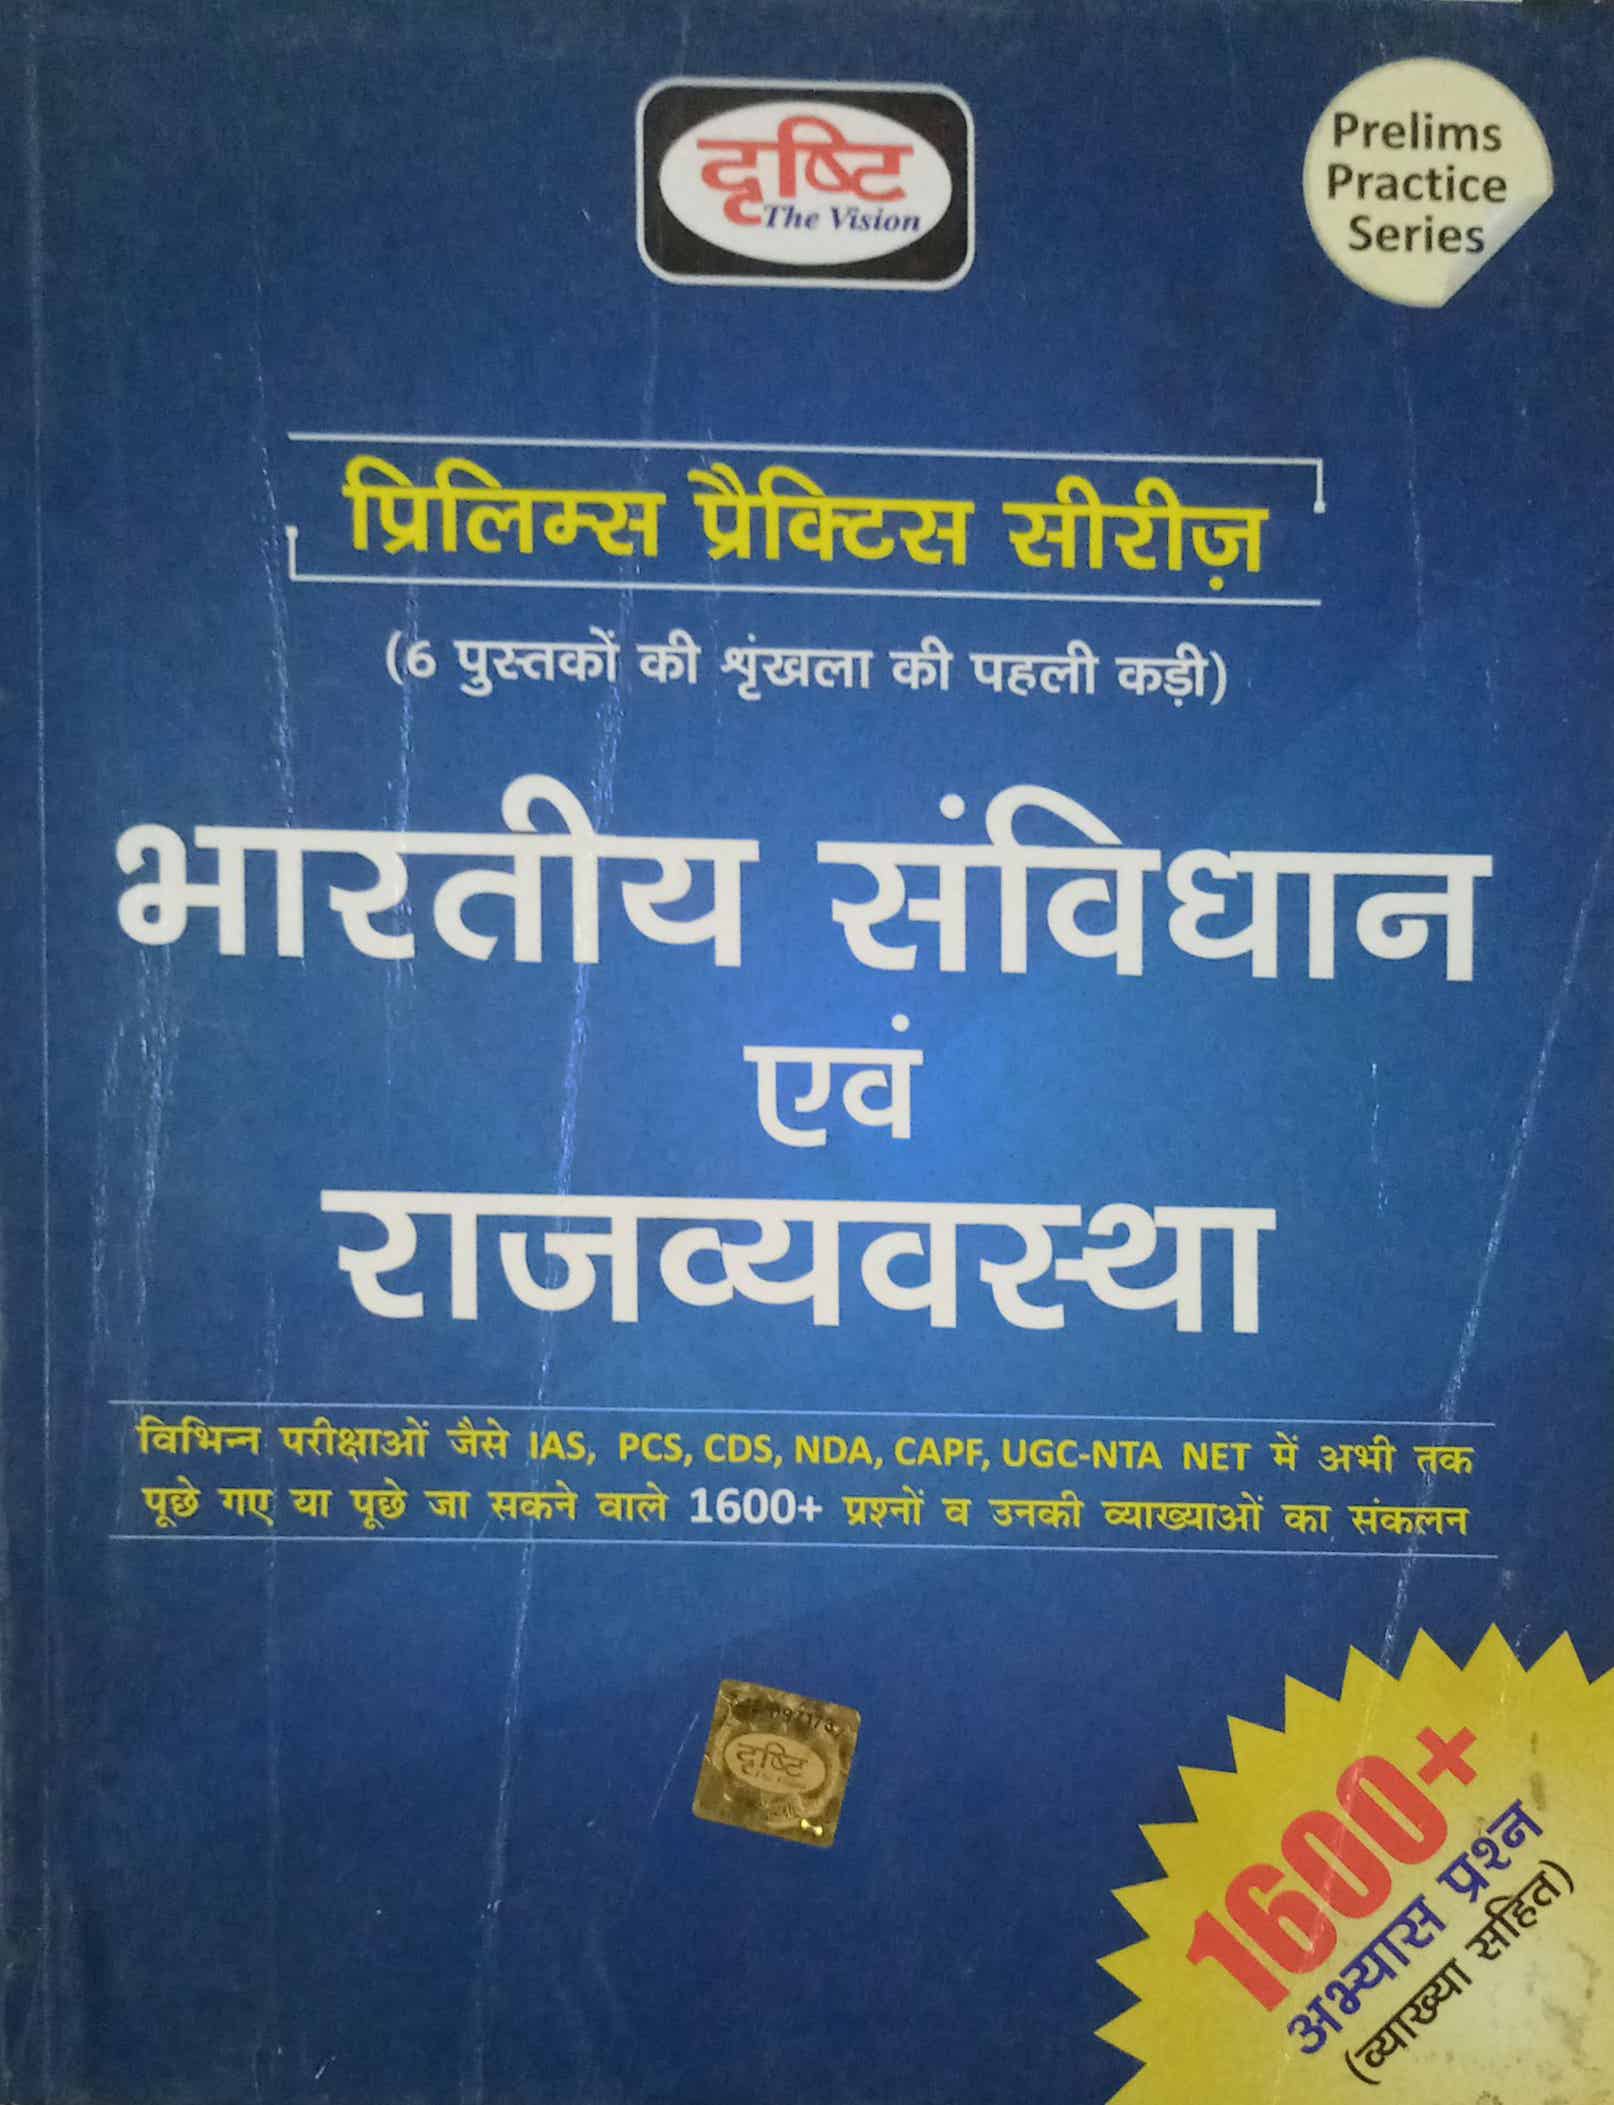 दृष्टि
The Vision
Prelims
Practice
Series
प्रिलिम्स प्रैक्टिस सीरीज़
(6 पुस्तकों की शृंखला की पहली कड़ी)
भारतीय संविधान
एवं
राजव्यवस्था
विभिन्न परीक्षाओं जैसे IAS, PCS, CDS, NDA, CAPF, UGC-NTA NET में अभी तक
पूछे गए या पूछे जा सकने वाले 1600+ प्रश्नों व उनकी व्याख्याओं का संकलन
दृष्टि
1600+
अभ्यास प्रश्न
(व्याख्या सहित)